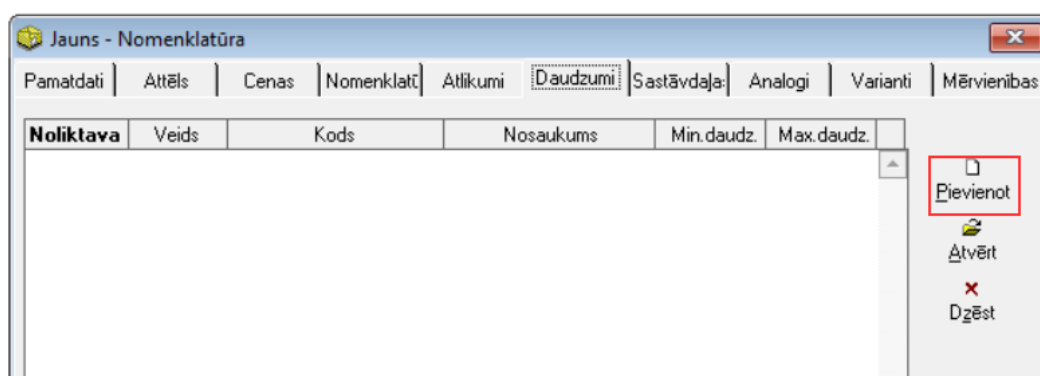 Jauns - Nomenklatūra
Pamatdati Attēls Cenas Nomenklatū Atlikumi Daudzumi Sastāvdaļa: Analogi Varianti Mērvienības
Noliktava Veids Kods Nosaukums Min.daudz. Max.daudz.
Pievienot
Atvērt
Dzēst